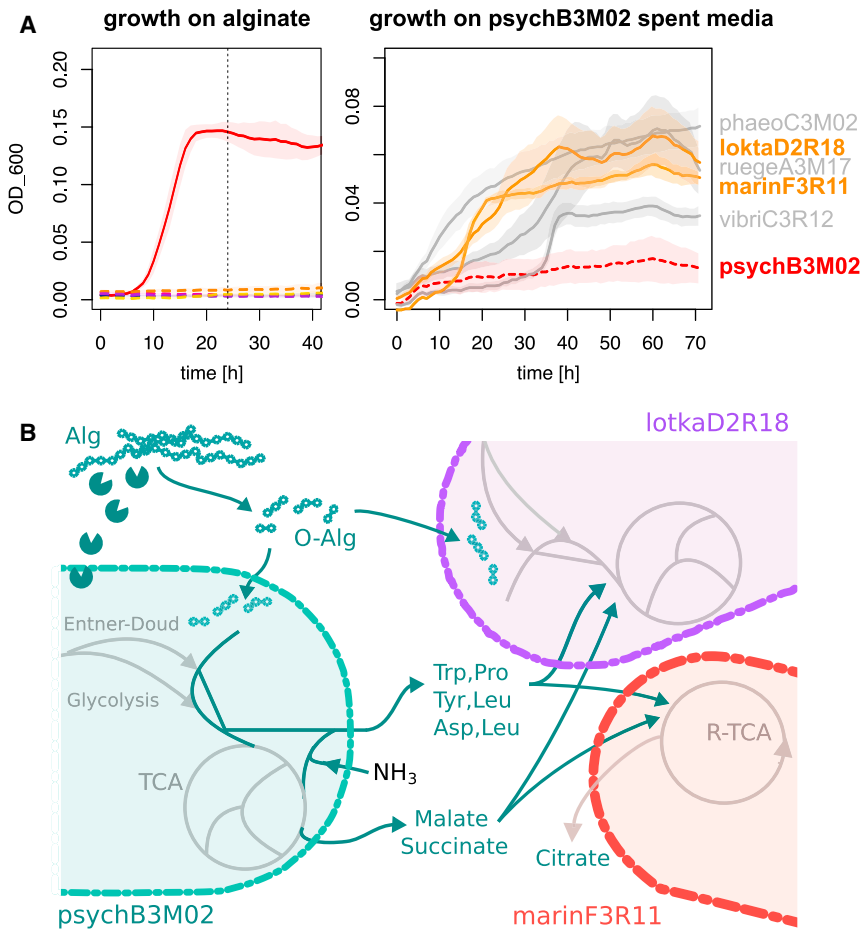 A
growth on alginate
growth on psychB3M02 spent media
OD_600
0.20
0.15
0.10
0.05
0.00
0 10 20 30 40
time [h]
0.08
0.04
0.00
0 10 20 30 40 50 60 70
time [h]
phaeoC3M02
loktaD2R18
ruegeA3M17
marinF3R11
vibriC3R12
psychB3M02
B
lotkaD2R18
Alg
O-Alg
Entner-Doud
Glycolysis
Trp,Pro
Tyr,Leu
Asp,Leu
R-TCA
NH3
TCA
Malate
Succinate
Citrate
psychB3M02
marinF3R11